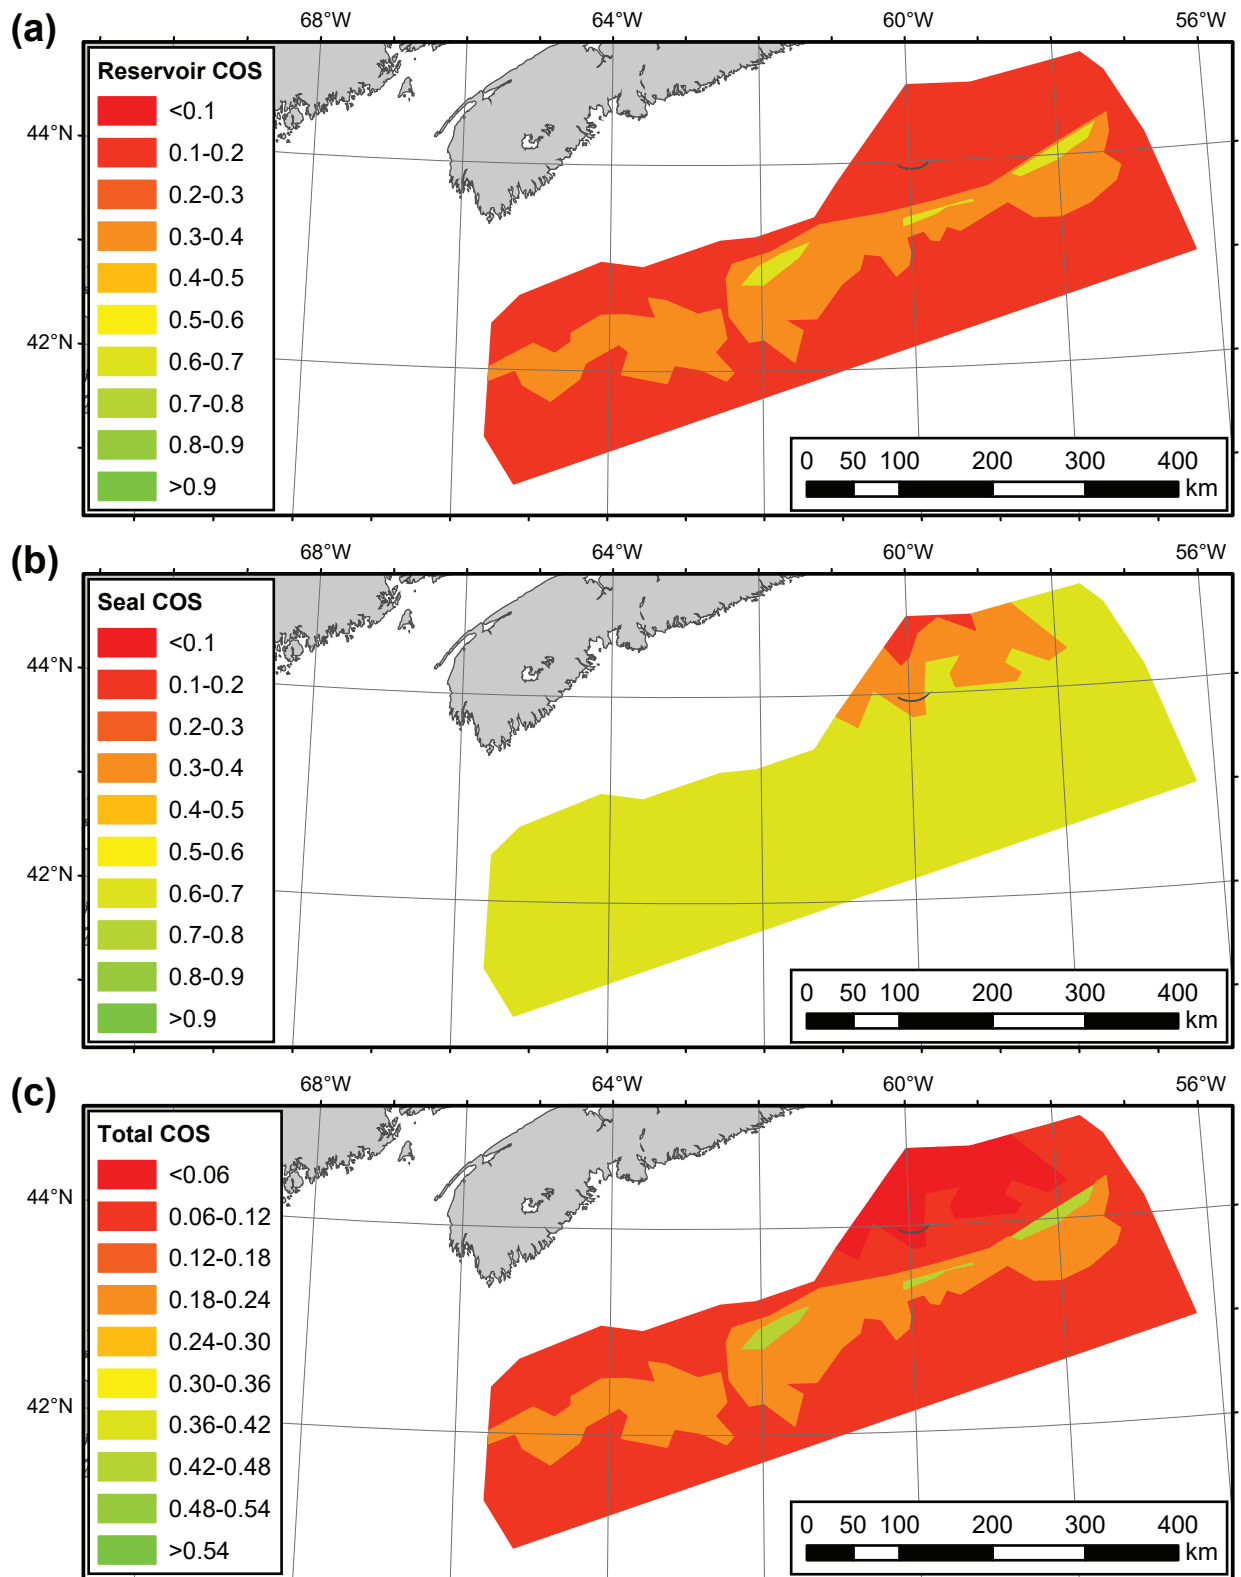 (a)
68°W 64°W 60°W 56°W
Reservoir COS
<0.1
0.1-0.2
0.2-0.3
0.3-0.4
0.4-0.5
0.5-0.6
0.6-0.7
0.7-0.8
0.8-0.9
>0.9
44°N
42°N
0 50 100 200 300 400
km
(b)
68°W 64°W 60°W 56°W
Seal COS
<0.1
0.1-0.2
0.2-0.3
0.3-0.4
0.4-0.5
0.5-0.6
0.6-0.7
0.7-0.8
0.8-0.9
>0.9
44°N
42°N
0 50 100 200 300 400
km
(c)
68°W 64°W 60°W 56°W
Total COS
<0.06
0.06-0.12
0.12-0.18
0.18-0.24
0.24-0.30
0.30-0.36
0.36-0.42
0.42-0.48
0.48-0.54
>0.54
44°N
42°N
0 50 100 200 300 400
km